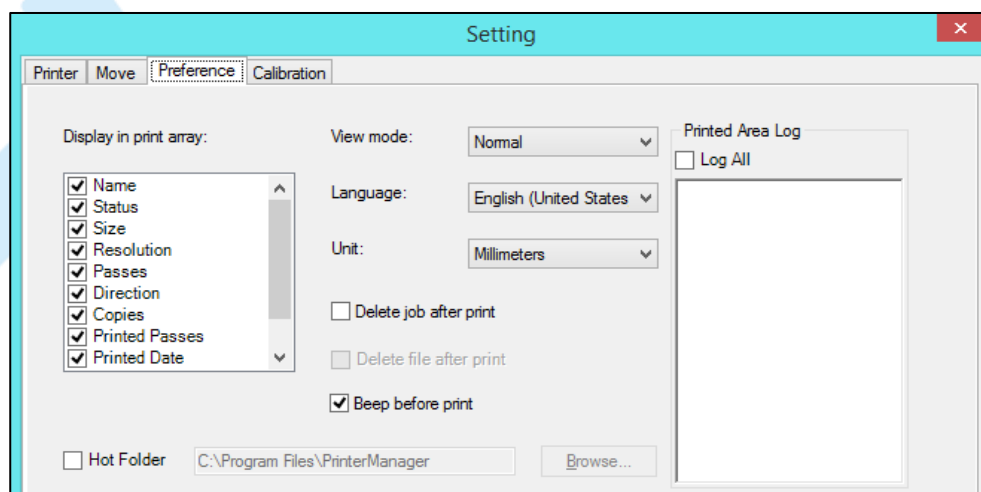 Setting
Printer Move Preference Calibration
Display in print array:
Name
Status
Size
Resolution
Passes
Direction
Copies
Printed Passes
Printed Date
View mode: Normal
Language: English (United States
Unit: Millimeters
Delete job after print
Delete file after print
Beep before print
Printed Area Log
Log All
Hot Folder C:\Program Files\PrinterManager Browse...